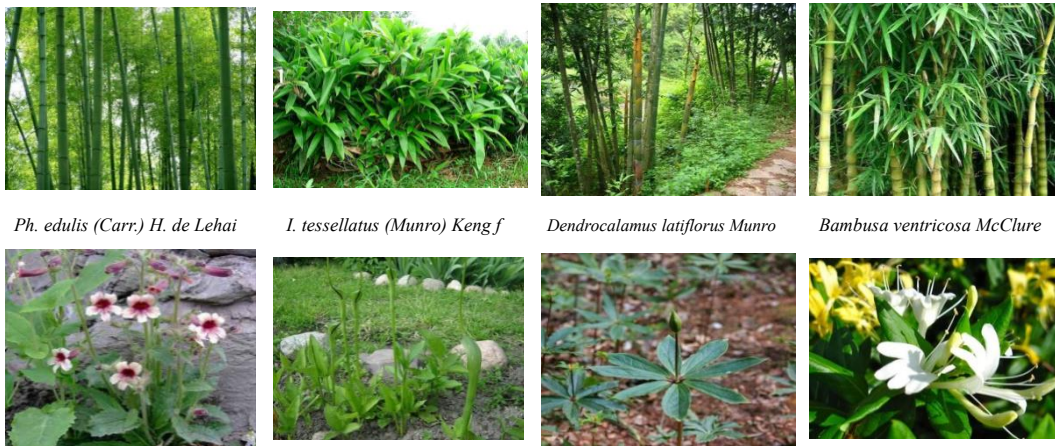 Ph. edulis (Carr.) H. de Lehai
I. tessellatus (Munro) Keng f
Dendrocalamus latiflorus Munro
Bambusa ventricosa McClure